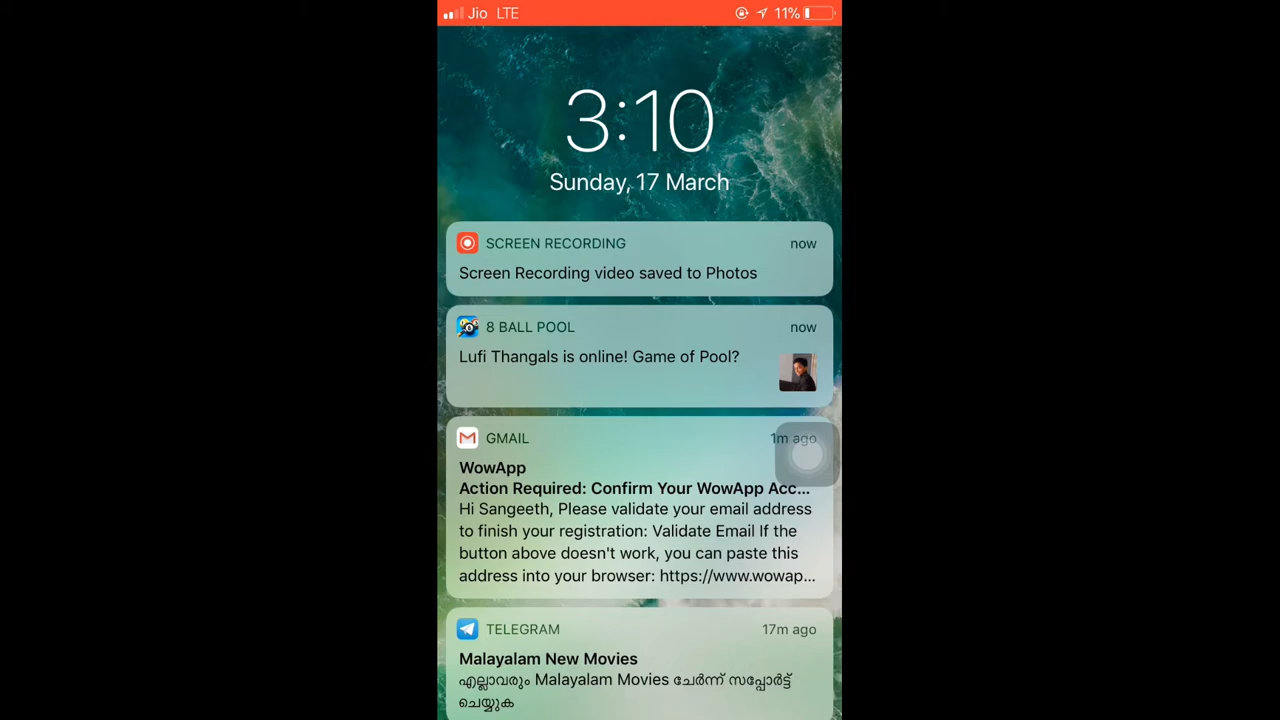 Jio LTE 11%
3:10
Sunday, 17 March
SCREEN RECORDING now
Screen Recording video saved to Photos
8 BALL POOL now
Lufi Thangals is online! Game of Pool?
GMAIL 1m ago
WowApp
Action Required: Confirm Your WowApp Acc...
Hi Sangeeth, Please validate your email address
to finish your registration: Validate Email If the
button above doesn't work, you can paste this
address into your browser: https://www.wowap...
TELEGRAM 17m ago
Malayalam New Movies
എല്ലാവരും Malayalam Movies ചേർന്ന് സപ്പോർട്ട്
ചെയ്യുക